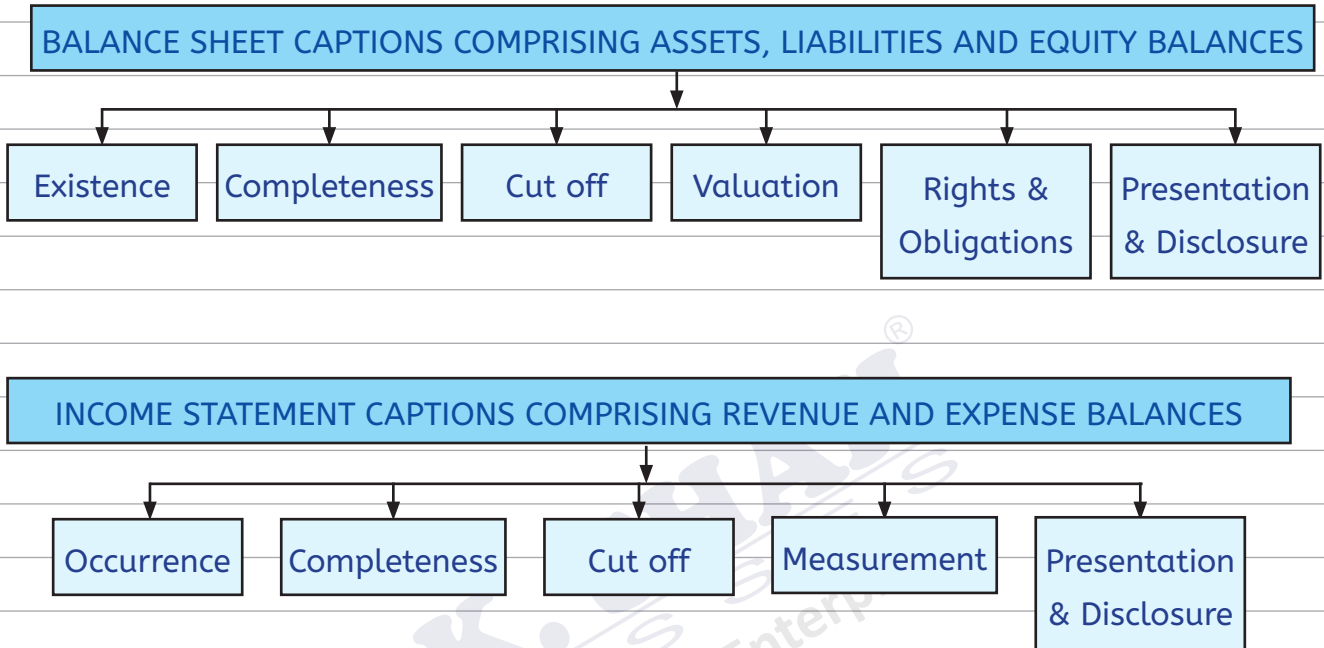 BALANCE SHEET CAPTIONS COMPRISING ASSETS, LIABILITIES AND EQUITY BALANCES
Existence
Completeness
Cut off
Valuation
Rights &
Obligations
Presentation
& Disclosure
®
INCOME STATEMENT CAPTIONS COMPRISING REVENUE AND EXPENSE BALANCES
Occurrence
Completeness
Cut off
Measurement
Presentation
& Disclosure